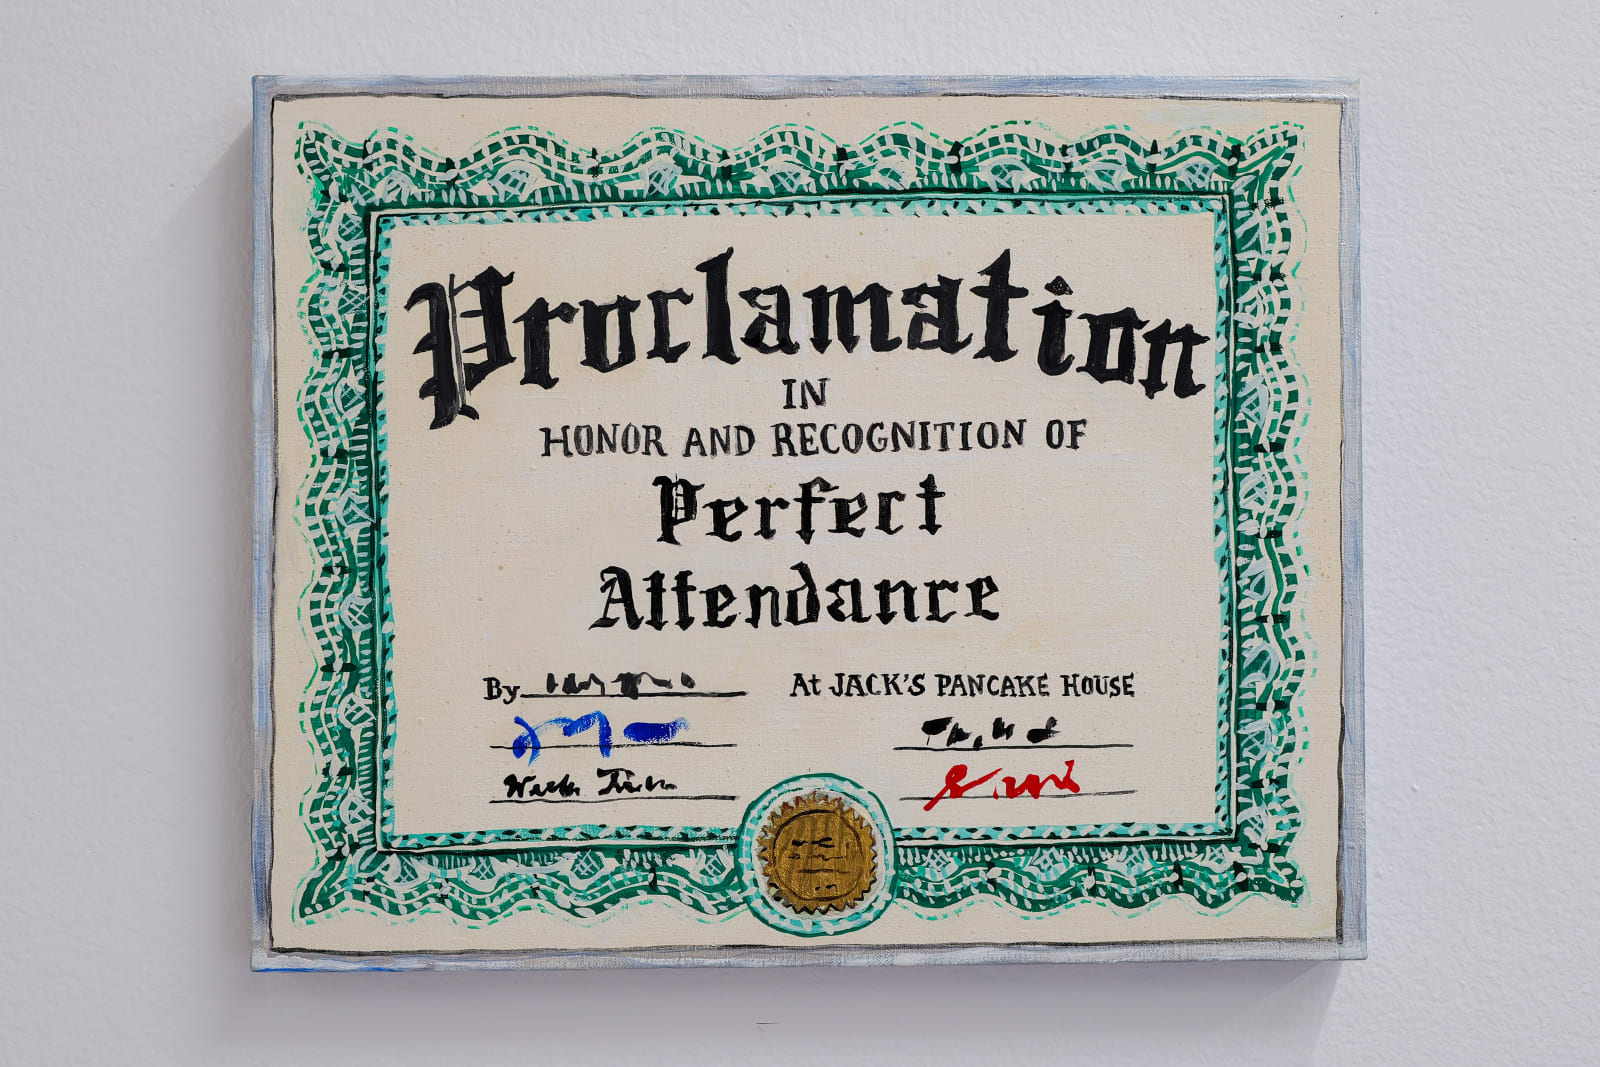 Proclamation
IN
HONOR AND RECOGNITION OF
Perfect
Attendance
By At JACK'S PANCAKE HOUSE